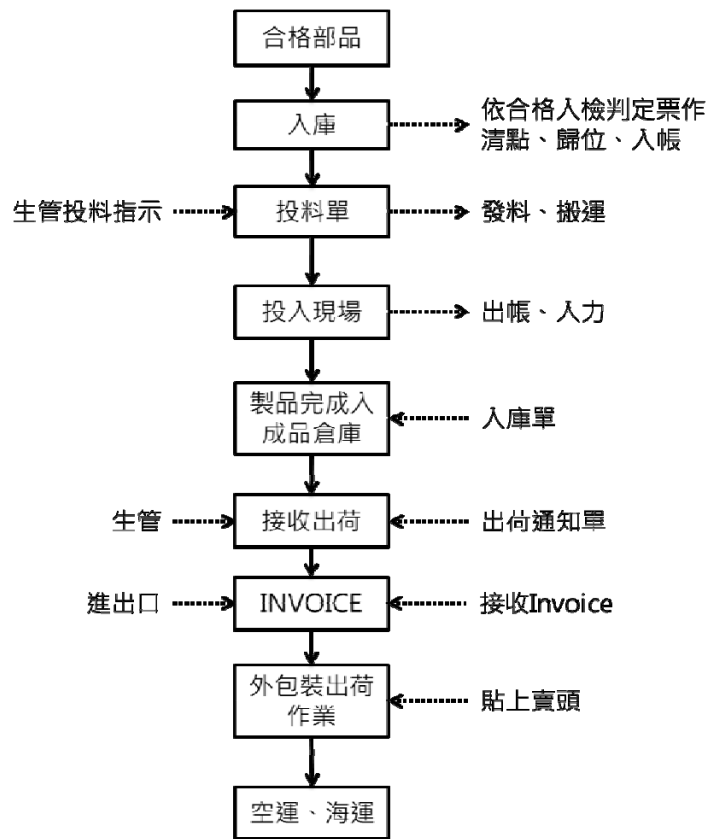 合格部品
入庫
依合格入檢判定票作
清點、歸位、入帳
生管投料指示
投料單
發料、搬運
投入現場
出帳、入力
製品完成入
成品倉庫
入庫單
生管
接收出荷
出荷通知單
進出口
INVOICE
接收Invoice
外包裝出荷
作業
貼上賣頭
空運、海運